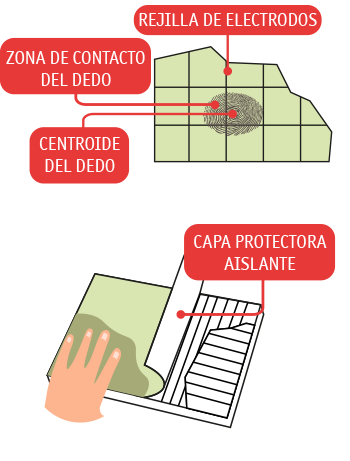 REJILLA DE ELECTRODOS
ZONA DE CONTACTO
DEL DEDO
CENTROIDE
DEL DEDO
CAPA PROTECTORA
AISLANTE